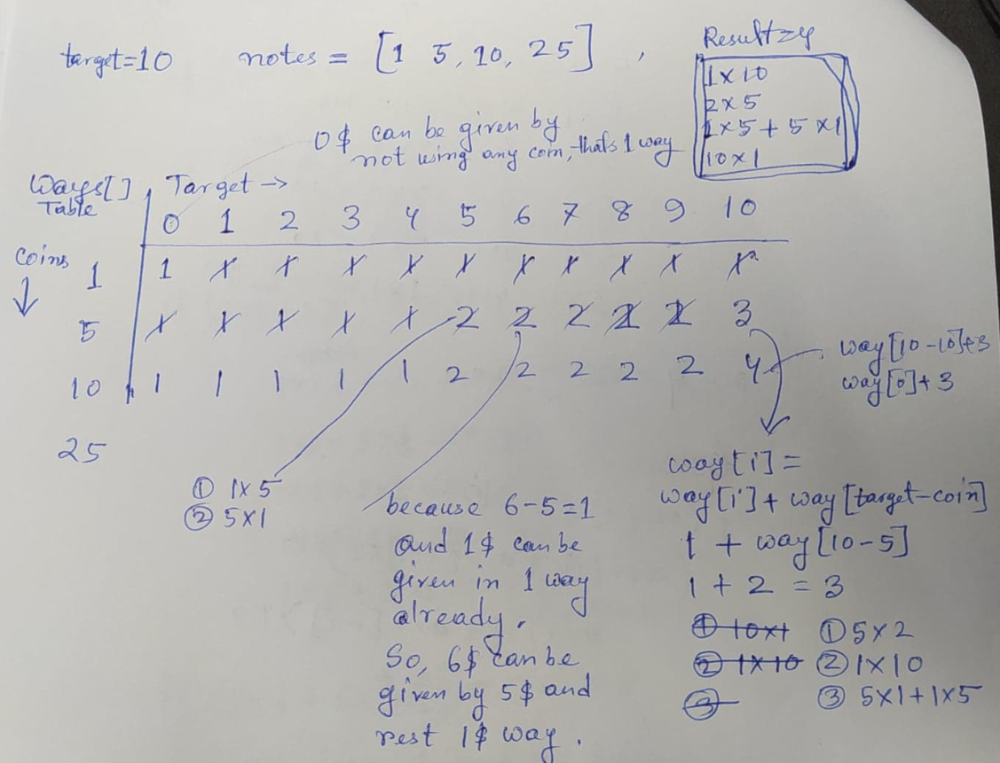 target=10 notes = [1 5, 10, 25] ,
Result=4
1x10
2x5
1x5+5x1
10x1
0$ can be given by
not using any coin, thats 1 way
Ways[] Target ->
Table
0 1 2 3 4 5 6 7 8 9 10
Coins
1 1 1 1 1 1 1 1 1 1 1 1
5 1 1 1 1 1 2 2 2 2 2 3
10 1 1 1 1 1 2 2 2 2 2 4
25
way[10-10]+3
way[0]+3
① 1x5
② 5x1
because 6-5=1
and 1$ can be
given in 1 way
already.
So, 6$ can be
given by 5$ and
rest 1$ way.
way[i]=
way[i]+way[target-coin]
1 + way[10-5]
1+2 = 3
① 10x1 ① 5x2
② 1x10 ② 1x10
③ ③ 5x1+1x5